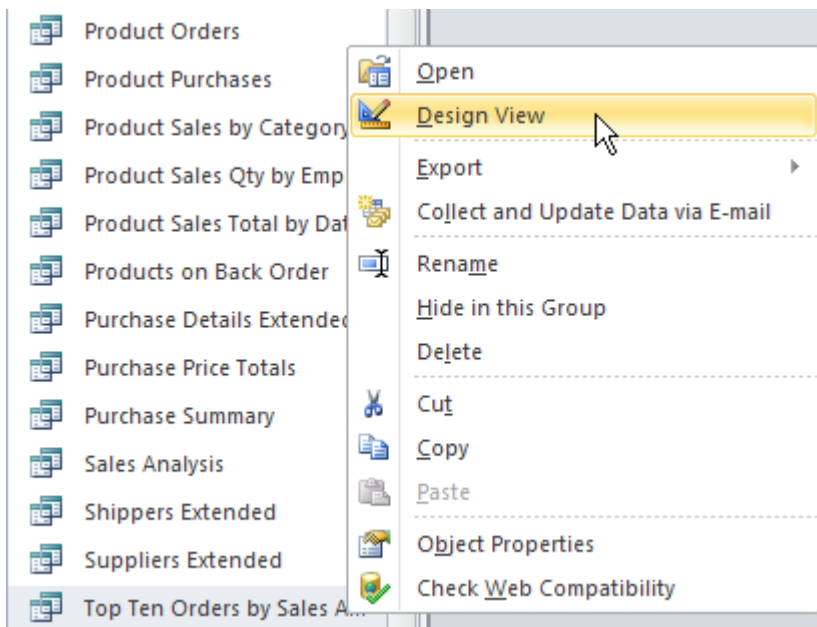 Product Orders
Product Purchases
Product Sales by Category
Product Sales Qty by Emp
Product Sales Total by Dat
Products on Back Order
Purchase Details Extended
Purchase Price Totals
Purchase Summary
Sales Analysis
Shippers Extended
Suppliers Extended
Top Ten Orders by Sales A...
Open
Design View
Export
Collect and Update Data via E-mail
Rename
Hide in this Group
Delete
Cut
Copy
Paste
Object Properties
Check Web Compatibility